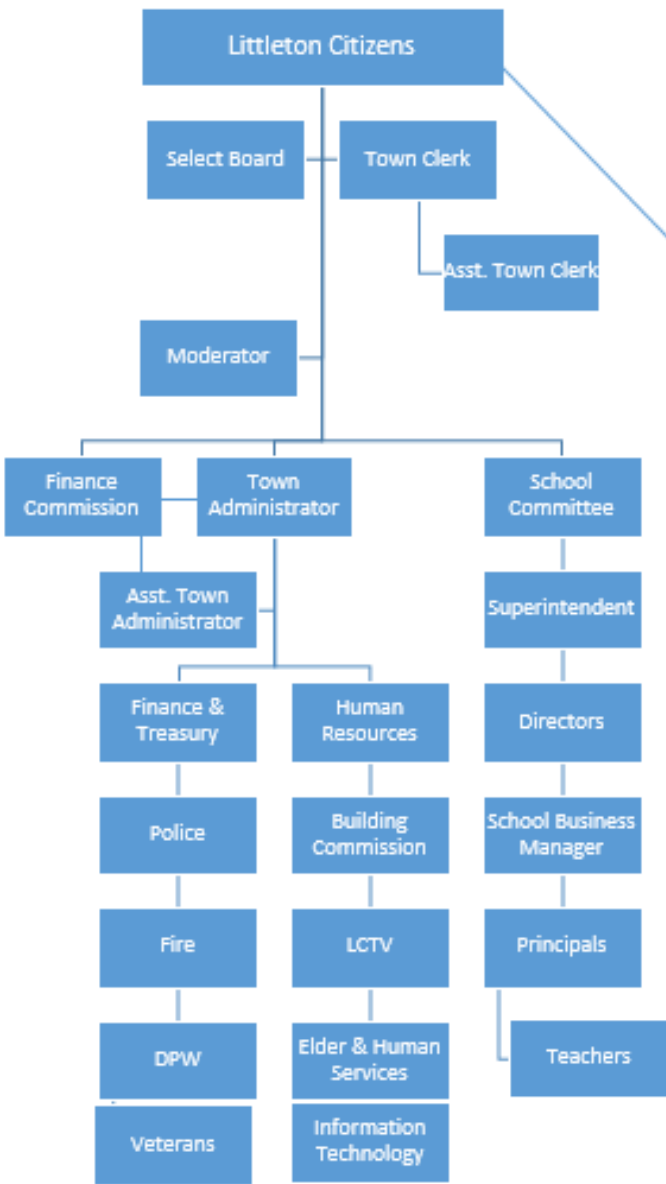 Littleton Citizens
Select Board
Town Clerk
Asst. Town Clerk
Moderator
Finance
Commission
Town
Administrator
School
Committee
Asst. Town
Administrator
Superintendent
Finance &
Treasury
Human
Resources
Directors
Police
Building
Commission
School Business
Manager
Fire
LCTV
Principals
DPW
Elder & Human
Services
Teachers
Veterans
Information
Technology